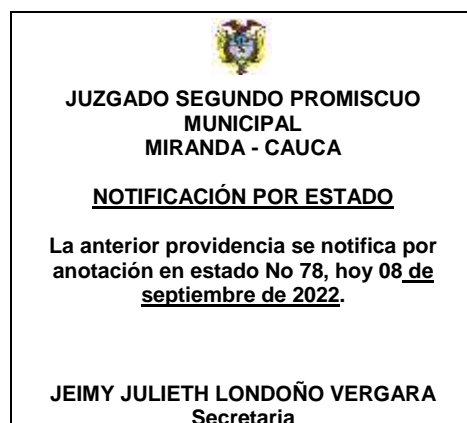 JUZGADO SEGUNDO PROMISCUO
MUNICIPAL
MIRANDA - CAUCA
NOTIFICACIÓN POR ESTADO
La anterior providencia se notifica por
anotación en estado No 78, hoy 08 de
septiembre de 2022.
JEIMY JULIETH LONDOÑO VERGARA
Secretaria